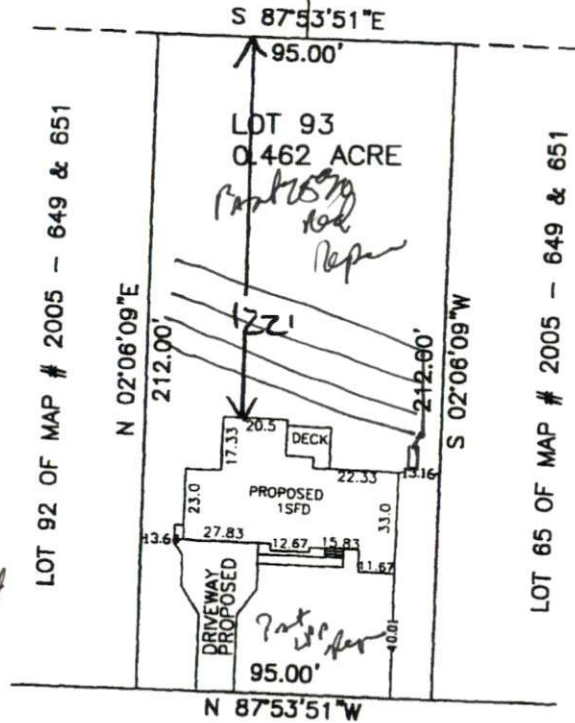 S 87°53'51"E
95.00'
LOT 93
0.462 ACRE
Repair
LOT 92 OF MAP # 2005 - 649 & 651
N 02°06'09"E
212.00'
212.00'
S 02°06'09"W
LOT 65 OF MAP # 2005 - 649 & 651
20.5
17.33
DECK
22.33
13.16
23.0
PROPOSED
1SFD
33.0
27.83
12.67
15.83
11.67
DRIVEWAY
PROPOSED
40.01
95.00'
N 87°53'51"W